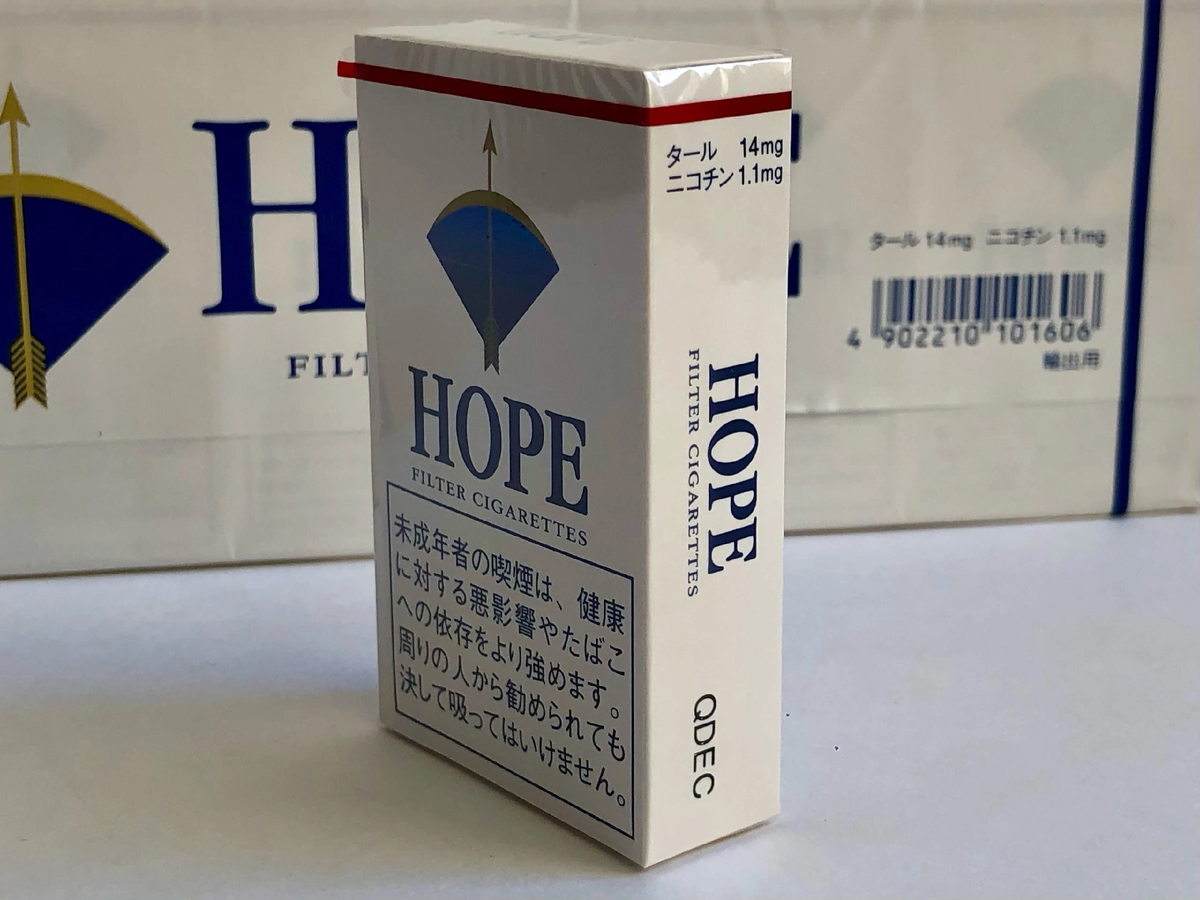 HOPE
FILTER CIGARETTES
未成年者の喫煙は、健康
に対する悪影響やたばこ
への依存をより強めます。
周りの人から勧められても
決して吸ってはいけません。
タール 14mg
ニコチン 1.1mg
HOPE
FILTER CIGARETTES
QDEC
H
FILT
タール 14mg ニコチン 1.1mg
4 902210 101606
輸出用